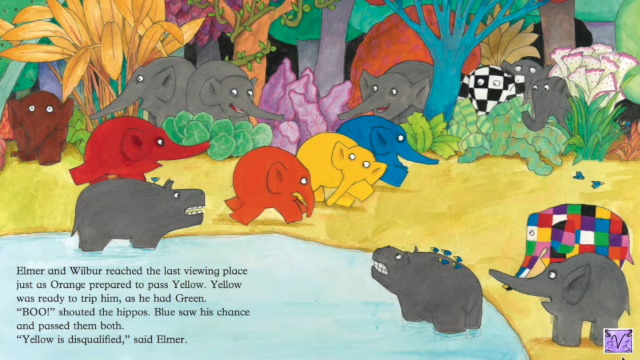 Elmer and Wilbur reached the last viewing place
just as Orange prepared to pass Yellow. Yellow
was ready to trip him, as he had Green.
“BOO!” shouted the hippos. Blue saw his chance
and passed them both.
“Yellow is disqualified,” said Elmer.
V